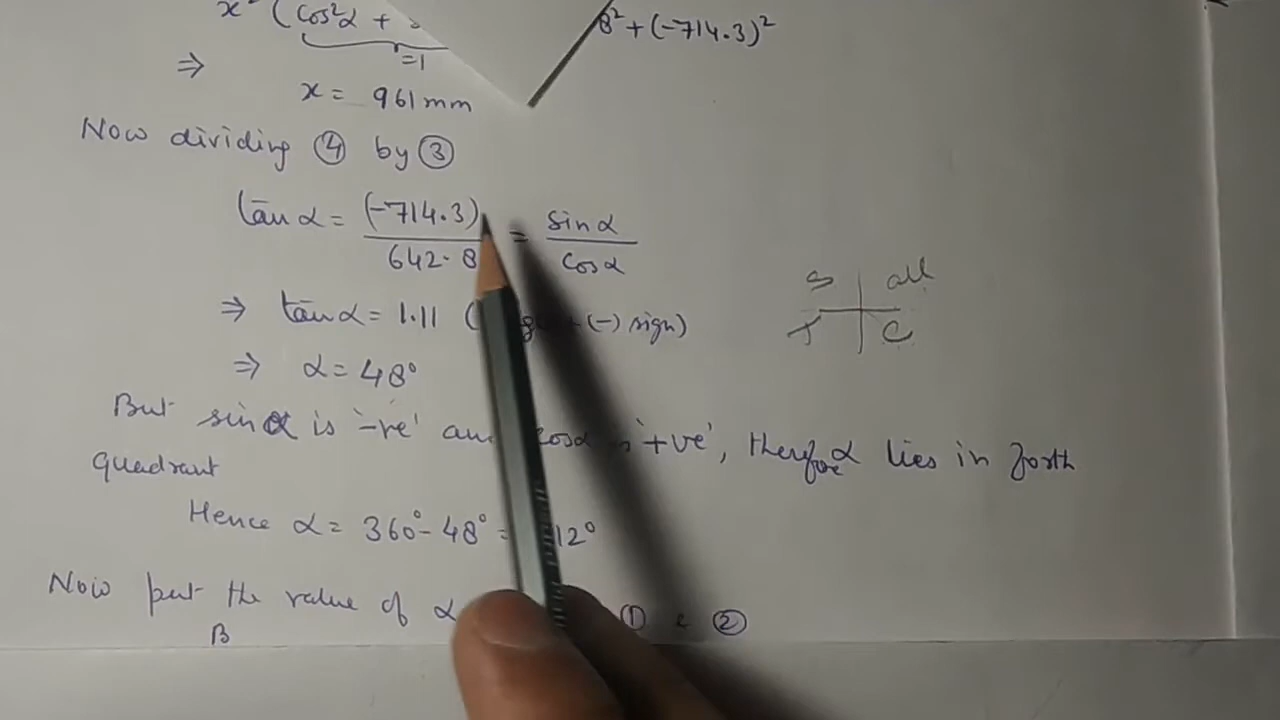 x² (cos²α +
8² + (-714.3)²
=1
⇒ x = 961 mm
Now dividing ④ by ③
tan α = (-714.3) / 642.8 = sin α / cos α
⇒ tan α = 1.11 ( (-) sign)
⇒ α = 48°
But sin α is '-ve' cos α '+ve', therefore α lies in forth
quadrant
Hence α = 360° - 48° = 12°
Now put the value of α ① & ②
B
S all
T C